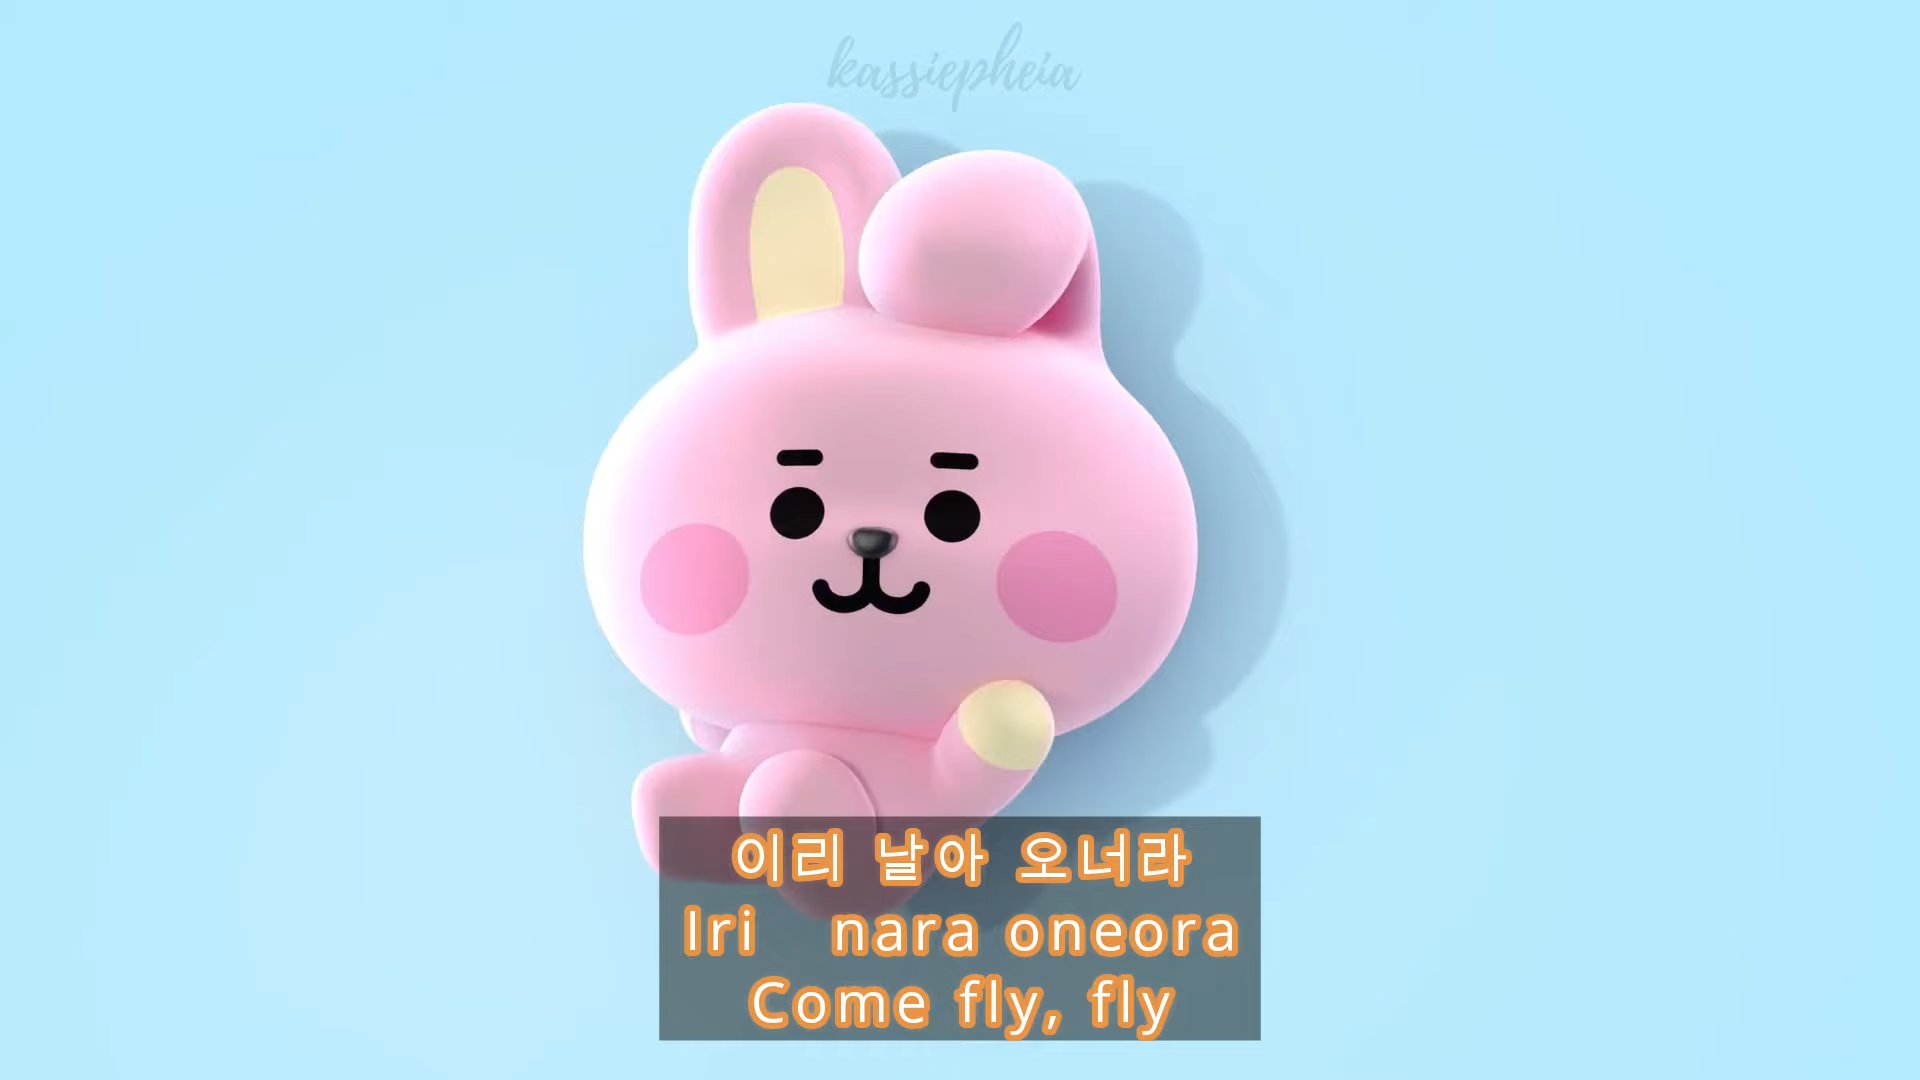 kassiepheia
이리 날아 오너라
Iri nara oneora
Come fly, fly